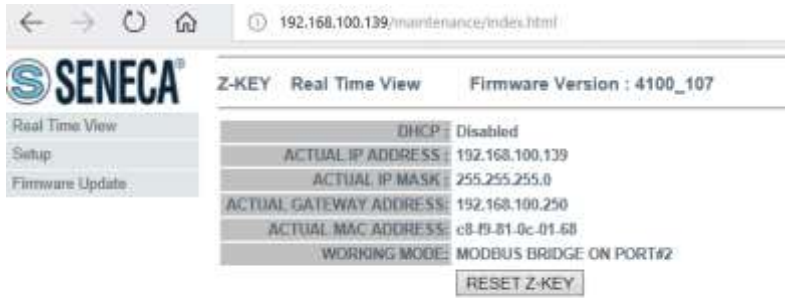 192.168.100.139/maintenance/index.html
SENECA®
Z-KEY Real Time View Firmware Version : 4100_107
Real Time View
Setup
Firmware Update
DHCP : Disabled
ACTUAL IP ADDRESS : 192.168.100.139
ACTUAL IP MASK : 255.255.255.0
ACTUAL GATEWAY ADDRESS: 192.168.100.250
ACTUAL MAC ADDRESS: c8-f9-81-0c-01-68
WORKING MODE: MODBUS BRIDGE ON PORT#2
RESET Z-KEY